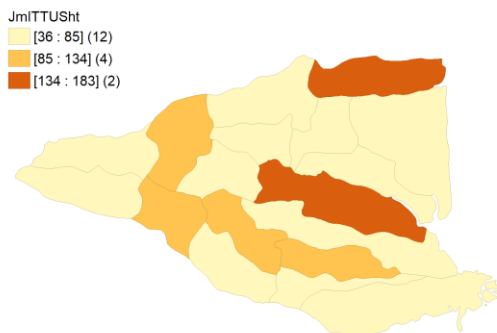 JmlTTUSht
[36 : 85] (12)
[85 : 134] (4)
[134 : 183] (2)